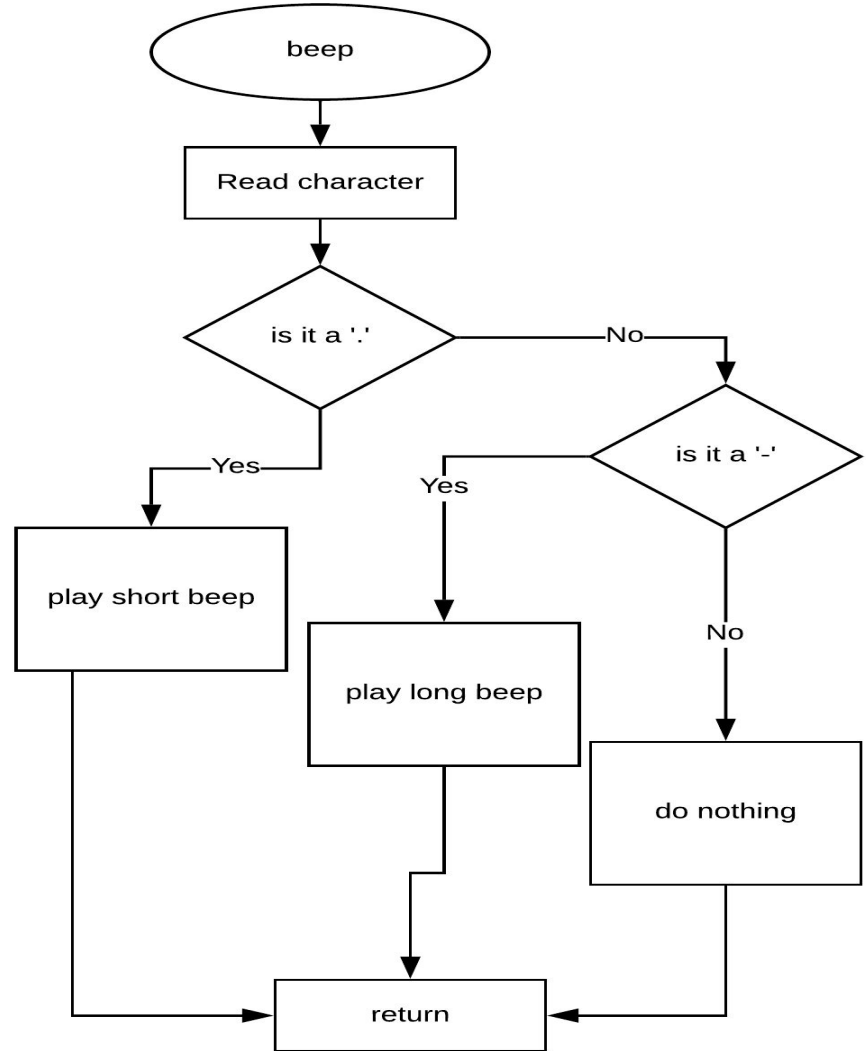 beep
Read character
is it a '.'
No
is it a '-'
Yes
Yes
play short beep
No
play long beep
do nothing
return